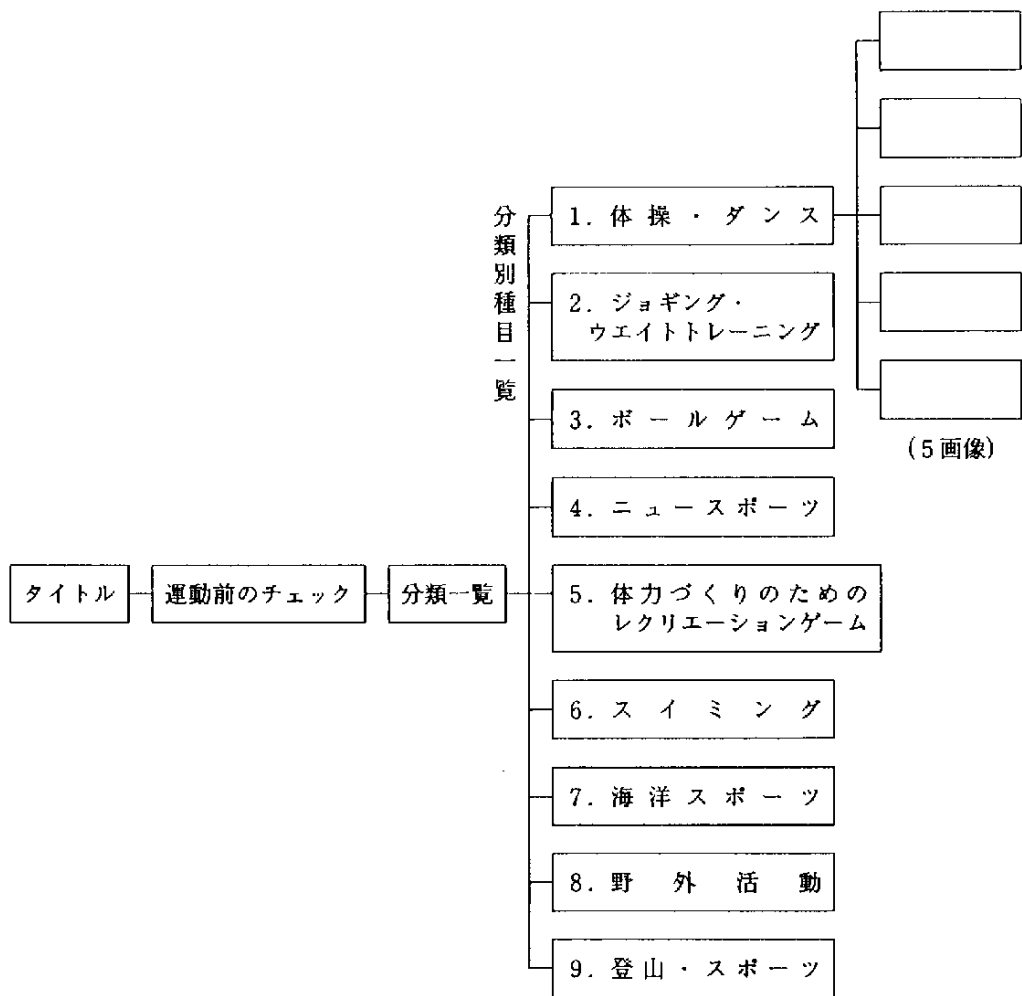 分類別種目一覧
1. 体操・ダンス
2. ジョギング・
ウエイトトレーニング
3. ボールゲーム
(5画像)
4. ニュースポーツ
タイトル
運動前のチェック
分類一覧
5. 体力づくりのための
レクリエーションゲーム
6. スイミング
7. 海洋スポーツ
8. 野外活動
9. 登山・スポーツ